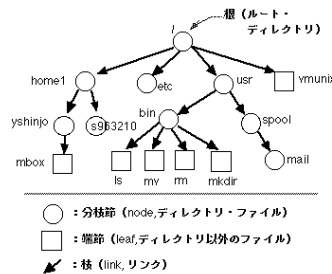 /
根（ルート・
ディレクトリ）
home1
etc
usr
vmunix
bin
yshinjo
s963210
spool
mbox
ls
mv
rm
mkdir
mail
：分枝節（node,ディレクトリ・ファイル）
：端節（leaf,ディレクトリ以外のファイル）
：枝（link, リンク）